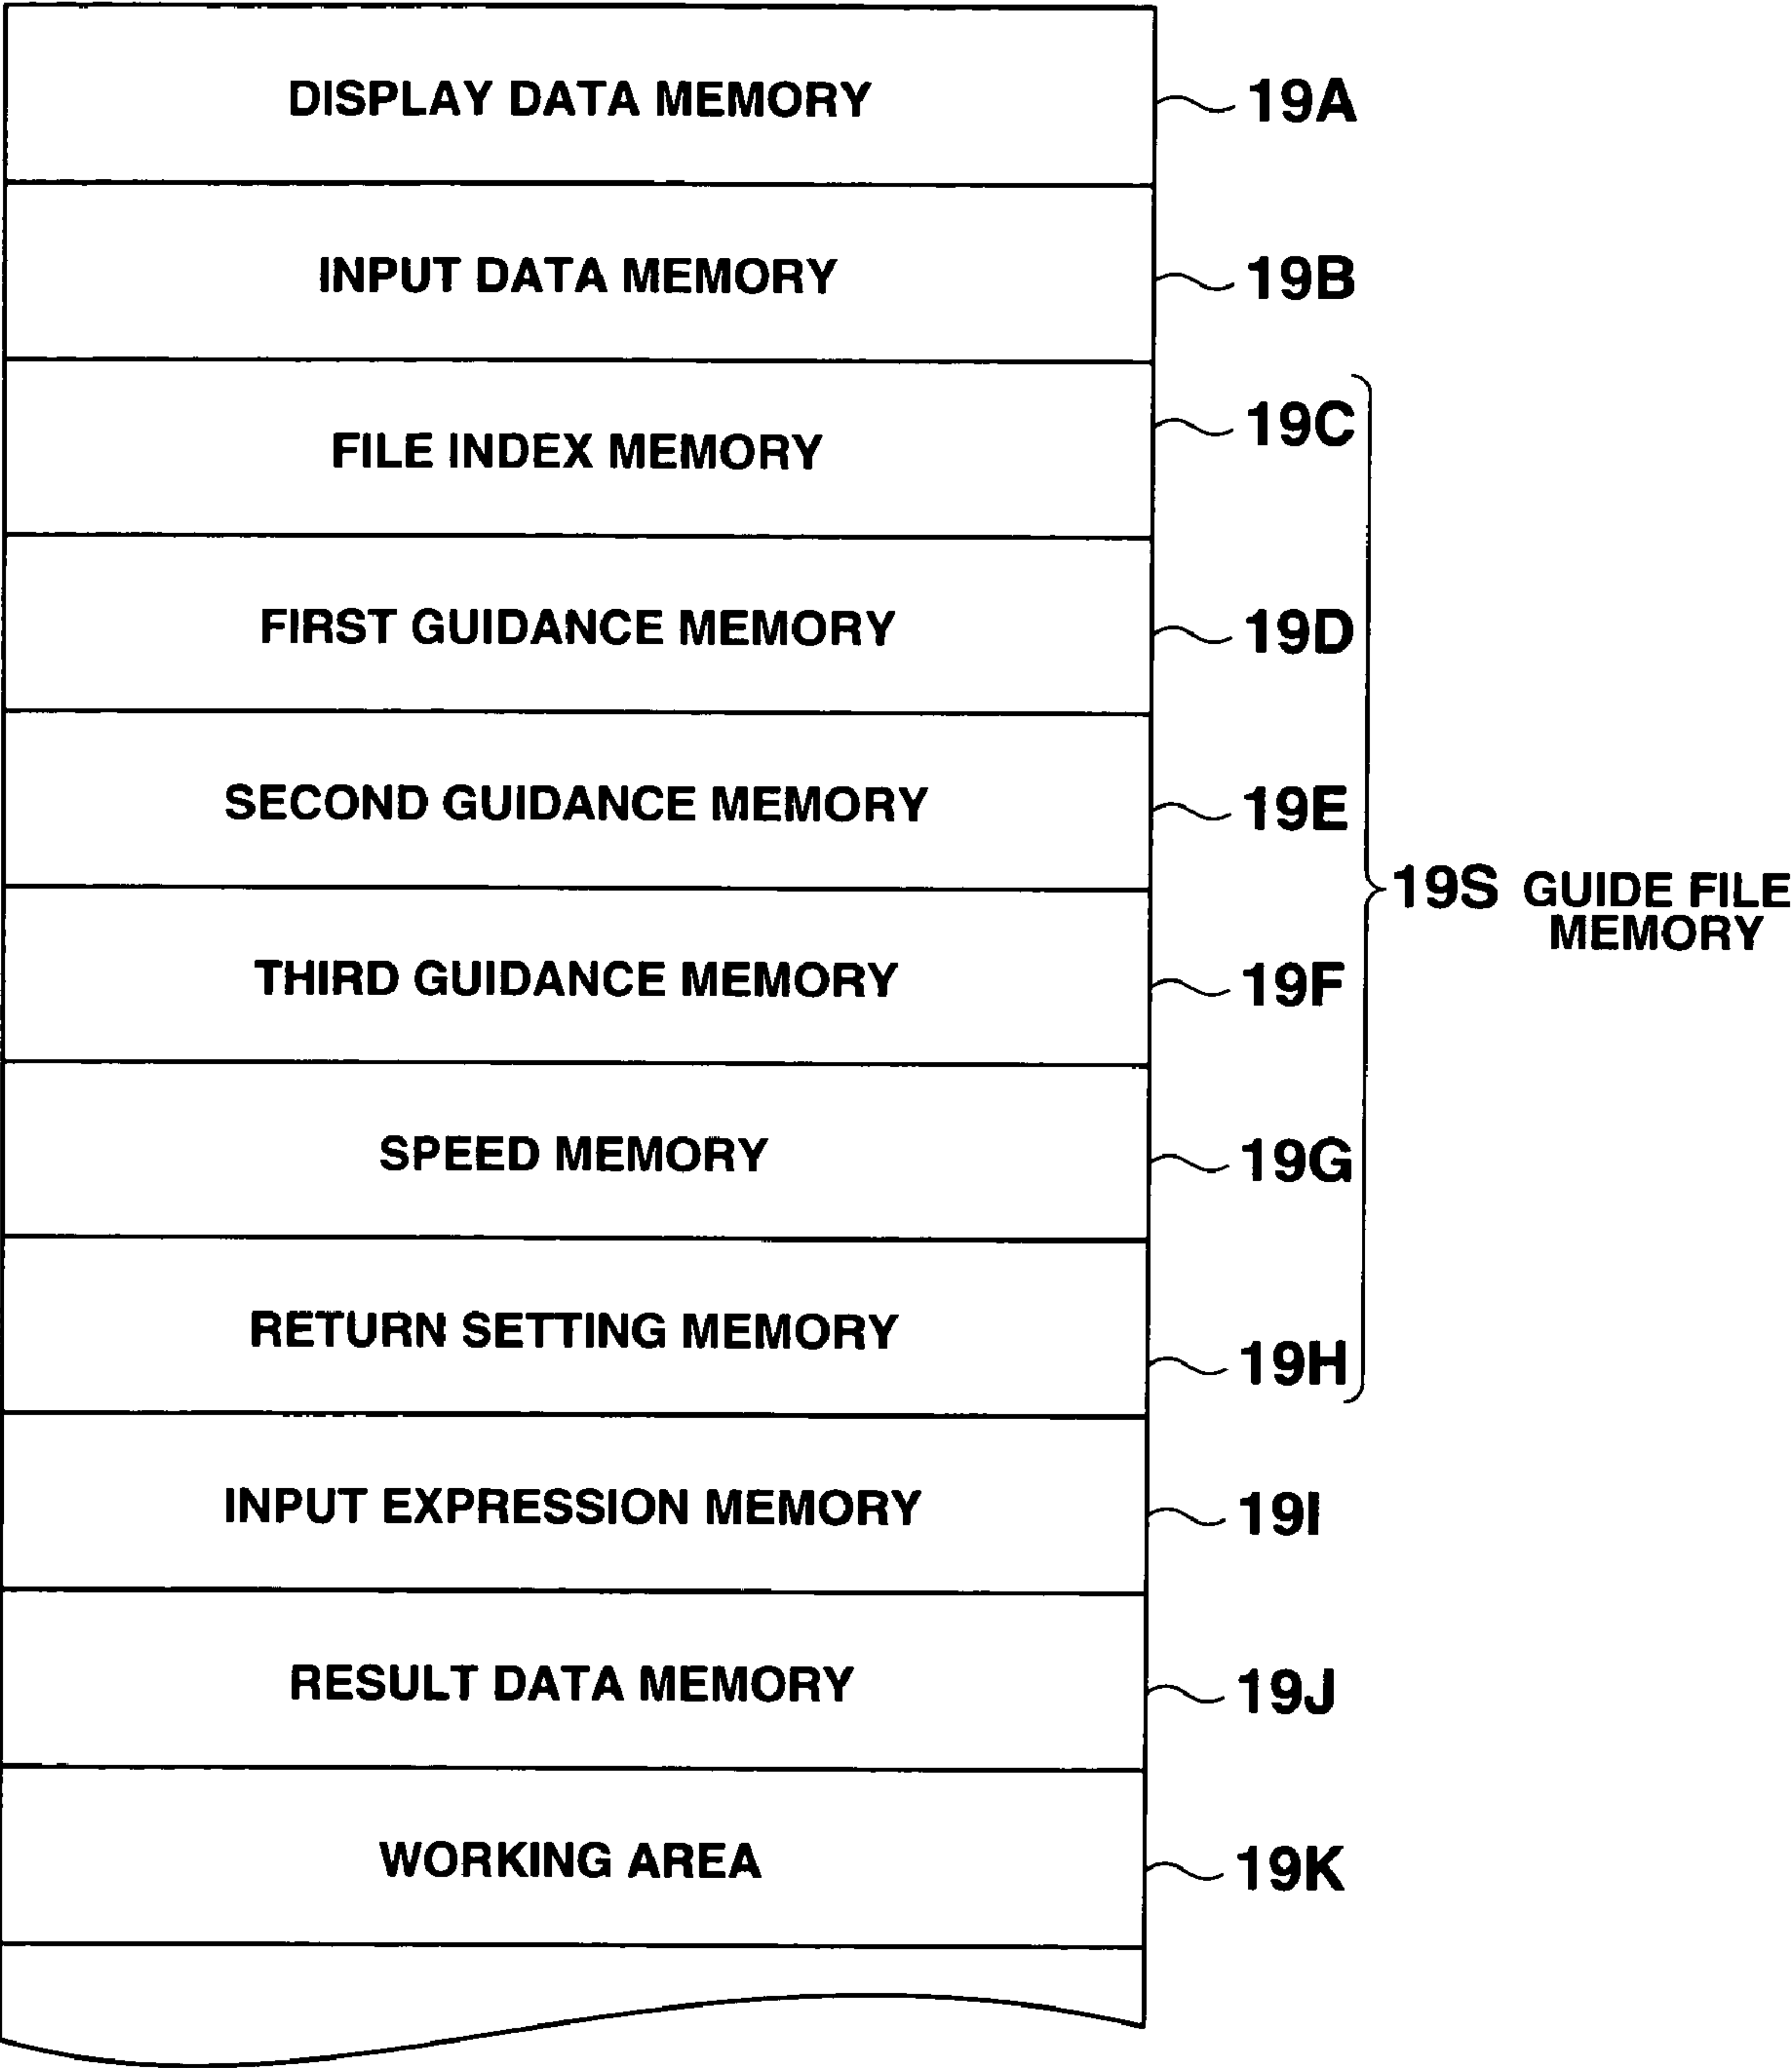 DISPLAY DATA MEMORY 19A
INPUT DATA MEMORY 19B
FILE INDEX MEMORY 19C
FIRST GUIDANCE MEMORY 19D
SECOND GUIDANCE MEMORY 19E
19S GUIDE FILE
MEMORY
THIRD GUIDANCE MEMORY 19F
SPEED MEMORY 19G
RETURN SETTING MEMORY 19H
INPUT EXPRESSION MEMORY 19I
RESULT DATA MEMORY 19J
WORKING AREA 19K